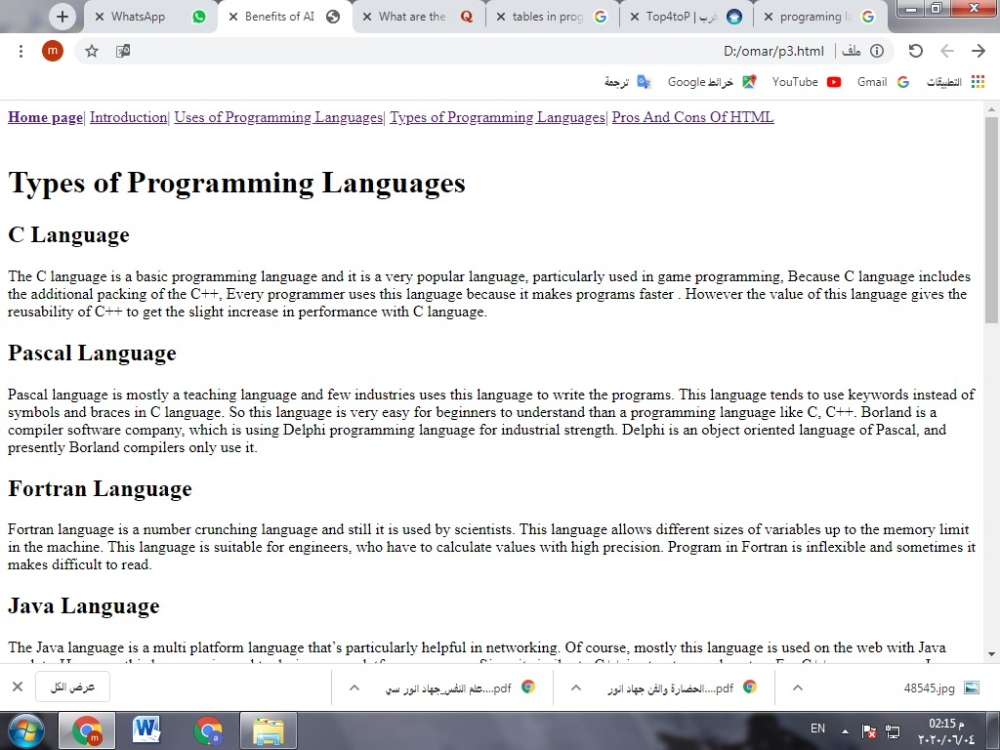 WhatsApp
Benefits of AI
What are the
tables in prog
Top4toP | عرب
programing la
m
D:/omar/p3.html ملف
ترجمة
خرائط Google
YouTube
Gmail
التطبيقات
Home page| Introduction| Uses of Programming Languages| Types of Programming Languages| Pros And Cons Of HTML
Types of Programming Languages
C Language
The C language is a basic programming language and it is a very popular language, particularly used in game programming, Because C language includes
the additional packing of the C++, Every programmer uses this language because it makes programs faster . However the value of this language gives the
reusability of C++ to get the slight increase in performance with C language.
Pascal Language
Pascal language is mostly a teaching language and few industries uses this language to write the programs. This language tends to use keywords instead of
symbols and braces in C language. So this language is very easy for beginners to understand than a programming language like C, C++. Borland is a
compiler software company, which is using Delphi programming language for industrial strength. Delphi is an object oriented language of Pascal, and
presently Borland compilers only use it.
Fortran Language
Fortran language is a number crunching language and still it is used by scientists. This language allows different sizes of variables up to the memory limit
in the machine. This language is suitable for engineers, who have to calculate values with high precision. Program in Fortran is inflexible and sometimes it
makes difficult to read.
Java Language
The Java language is a multi platform language that’s particularly helpful in networking. Of course, mostly this language is used on the web with Java
عرض الكل
علم النفس_جهاد انور سي....pdf
الحضارة والفن جهاد انور....pdf
48545.jpg
EN
02:15 م
٢٠٢٠/٠٦/٠٤